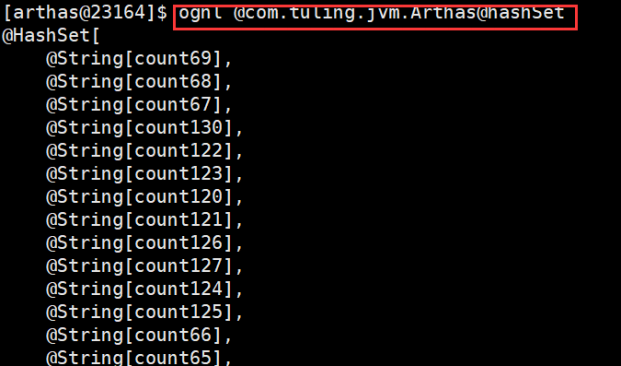 [arthas@23164]$ ognl @com.tuling.jvm.Arthas@hashSet
@HashSet[
    @String[count69],
    @String[count68],
    @String[count67],
    @String[count130],
    @String[count122],
    @String[count123],
    @String[count120],
    @String[count121],
    @String[count126],
    @String[count127],
    @String[count124],
    @String[count125],
    @String[count66],
    @String[count65],